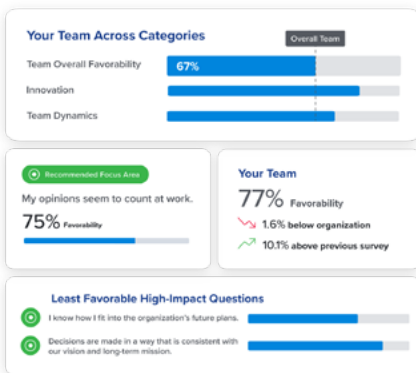 Your Team Across Categories
Overall Team
Team Overall Favorability
67%
Innovation
Team Dynamics
Recommended Focus Area
My opinions seem to count at work.
75% Favorability
Your Team
77% Favorability
1.6% below organization
10.1% above previous survey
Least Favorable High-Impact Questions
I know how I fit into the organization's future plans.
Decisions are made in a way that is consistent with
our vision and long-term mission.